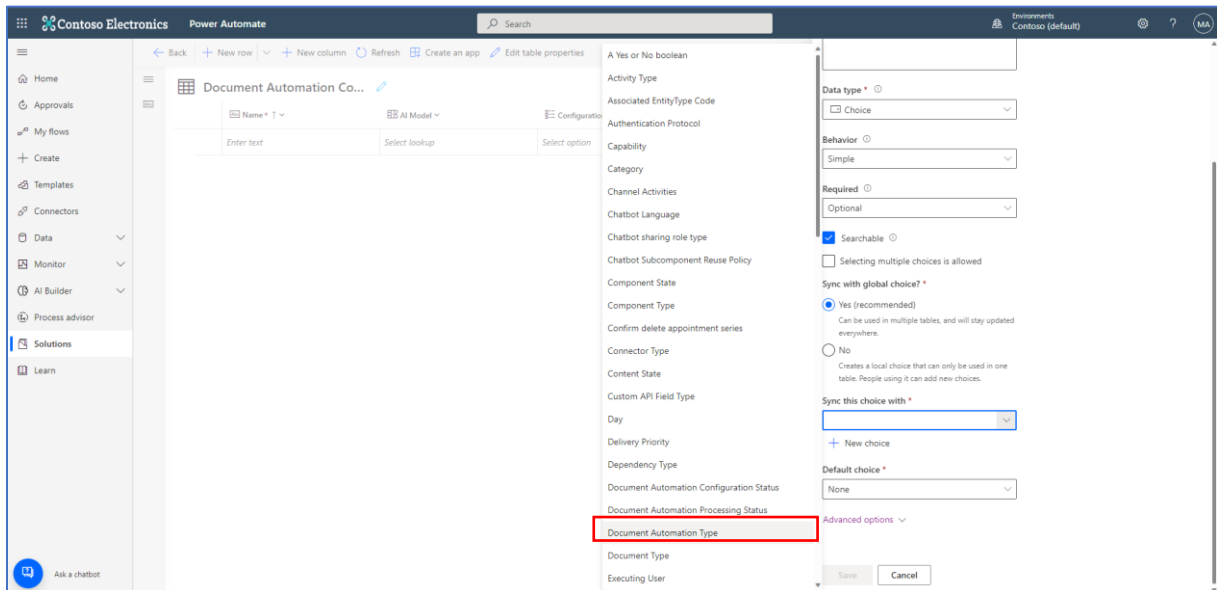 Contoso Electronics
Power Automate
Search
Environments
Contoso (default)
?
MA
Home
Approvals
My flows
Create
Templates
Connectors
Data
Monitor
AI Builder
Process advisor
Solutions
Learn
Ask a chatbot
Back
New row
New column
Refresh
Create an app
Edit table properties
Document Automation Co...
Name *
AI Model
Configuratio
Enter text
Select lookup
Select option
A Yes or No boolean
Activity Type
Associated EntityType Code
Authentication Protocol
Capability
Category
Channel Activities
Chatbot Language
Chatbot sharing role type
Chatbot Subcomponent Reuse Policy
Component State
Component Type
Confirm delete appointment series
Connector Type
Content State
Custom API Field Type
Day
Delivery Priority
Dependency Type
Document Automation Configuration Status
Document Automation Processing Status
Document Automation Type
Document Type
Executing User
Data type *
Choice
Behavior
Simple
Required
Optional
Searchable
Selecting multiple choices is allowed
Sync with global choice? *
Yes (recommended)
Can be used in multiple tables, and will stay updated
everywhere.
No
Creates a local choice that can only be used in one
table. People using it can add new choices.
Sync this choice with *
New choice
Default choice *
None
Advanced options
Save
Cancel